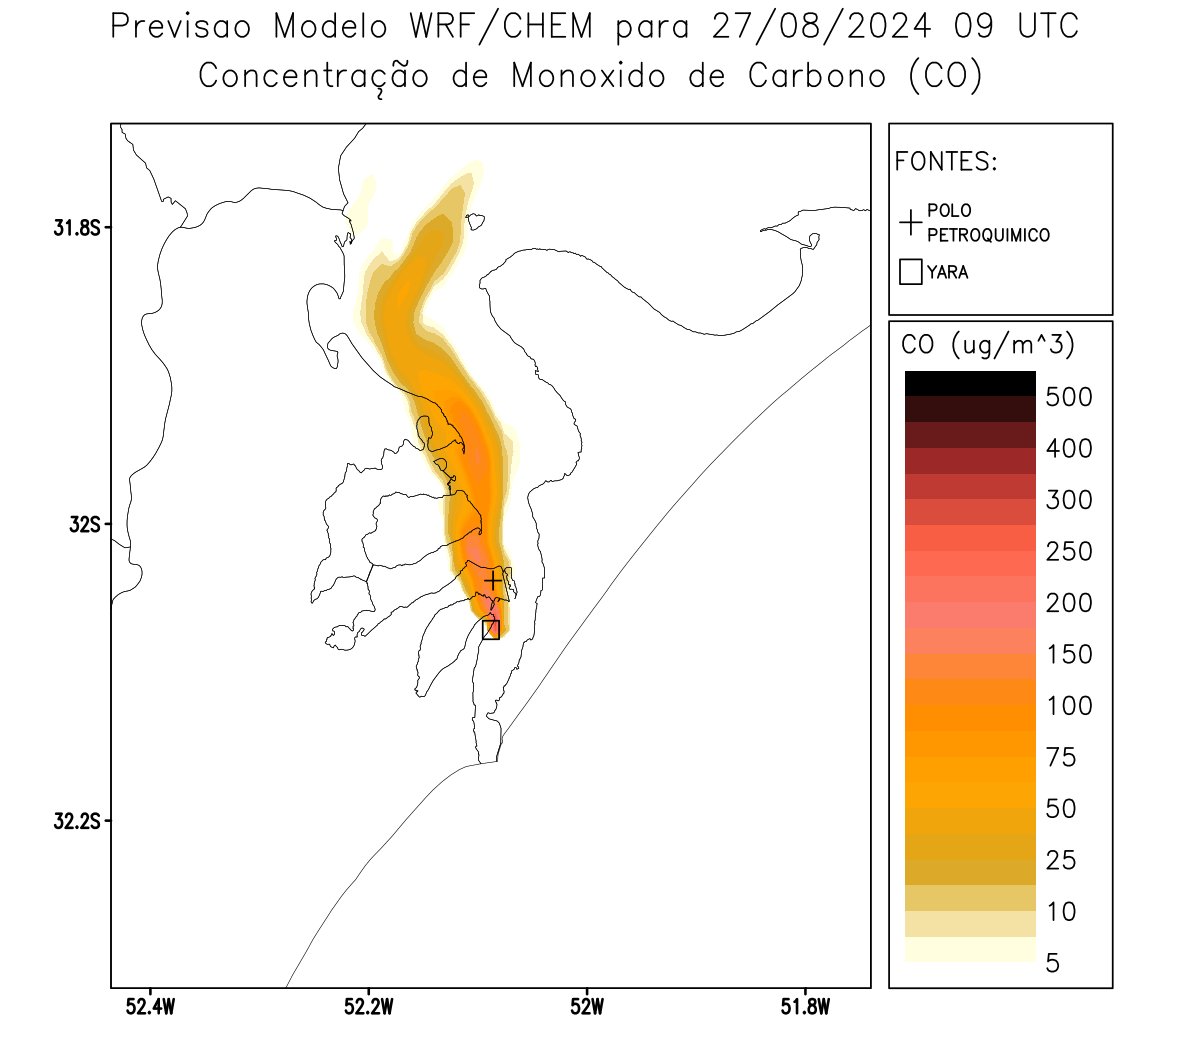 Previsao Modelo WRF/CHEM para 27/08/2024 09 UTC
Concentração de Monoxido de Carbono (CO)
FONTES:
POLO
PETROQUIMICO
YARA
CO (ug/m^3)
500
400
300
250
200
150
100
75
50
25
10
5
31.8S
32S
32.2S
52.4W
52.2W
52W
51.8W